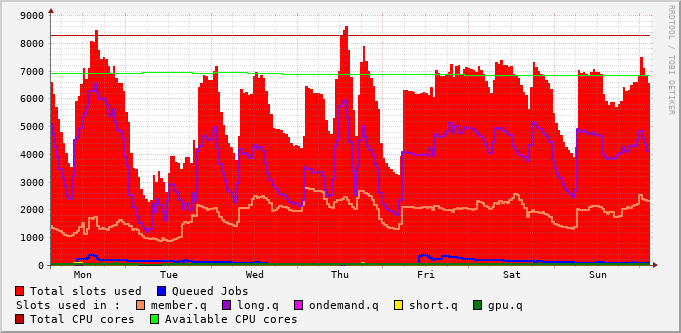 9000
8000
7000
6000
5000
4000
3000
2000
1000
0
Mon Tue Wed Thu Fri Sat Sun
RRDTOOL / TOBI OETIKER
Total slots used Queued Jobs
Slots used in : member.q long.q ondemand.q short.q gpu.q
Total CPU cores Available CPU cores